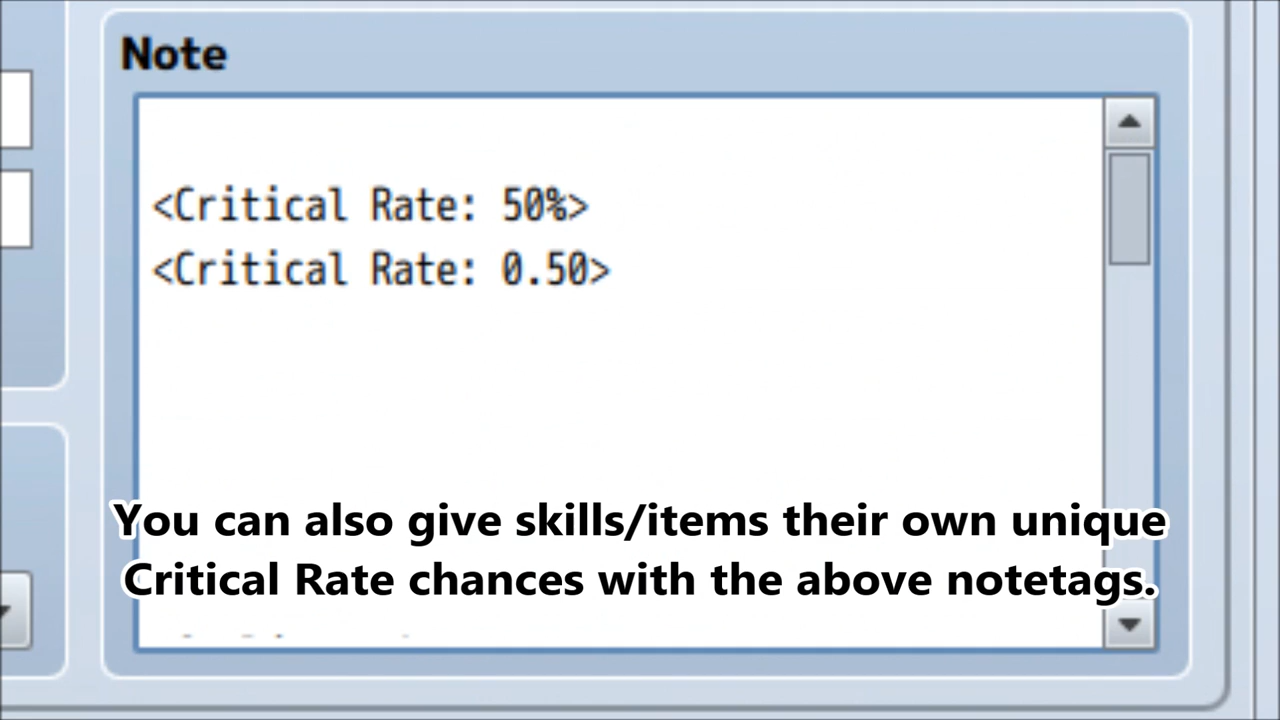 Note
<Critical Rate: 50%>
<Critical Rate: 0.50>
You can also give skills/items their own unique
Critical Rate chances with the above notetags.